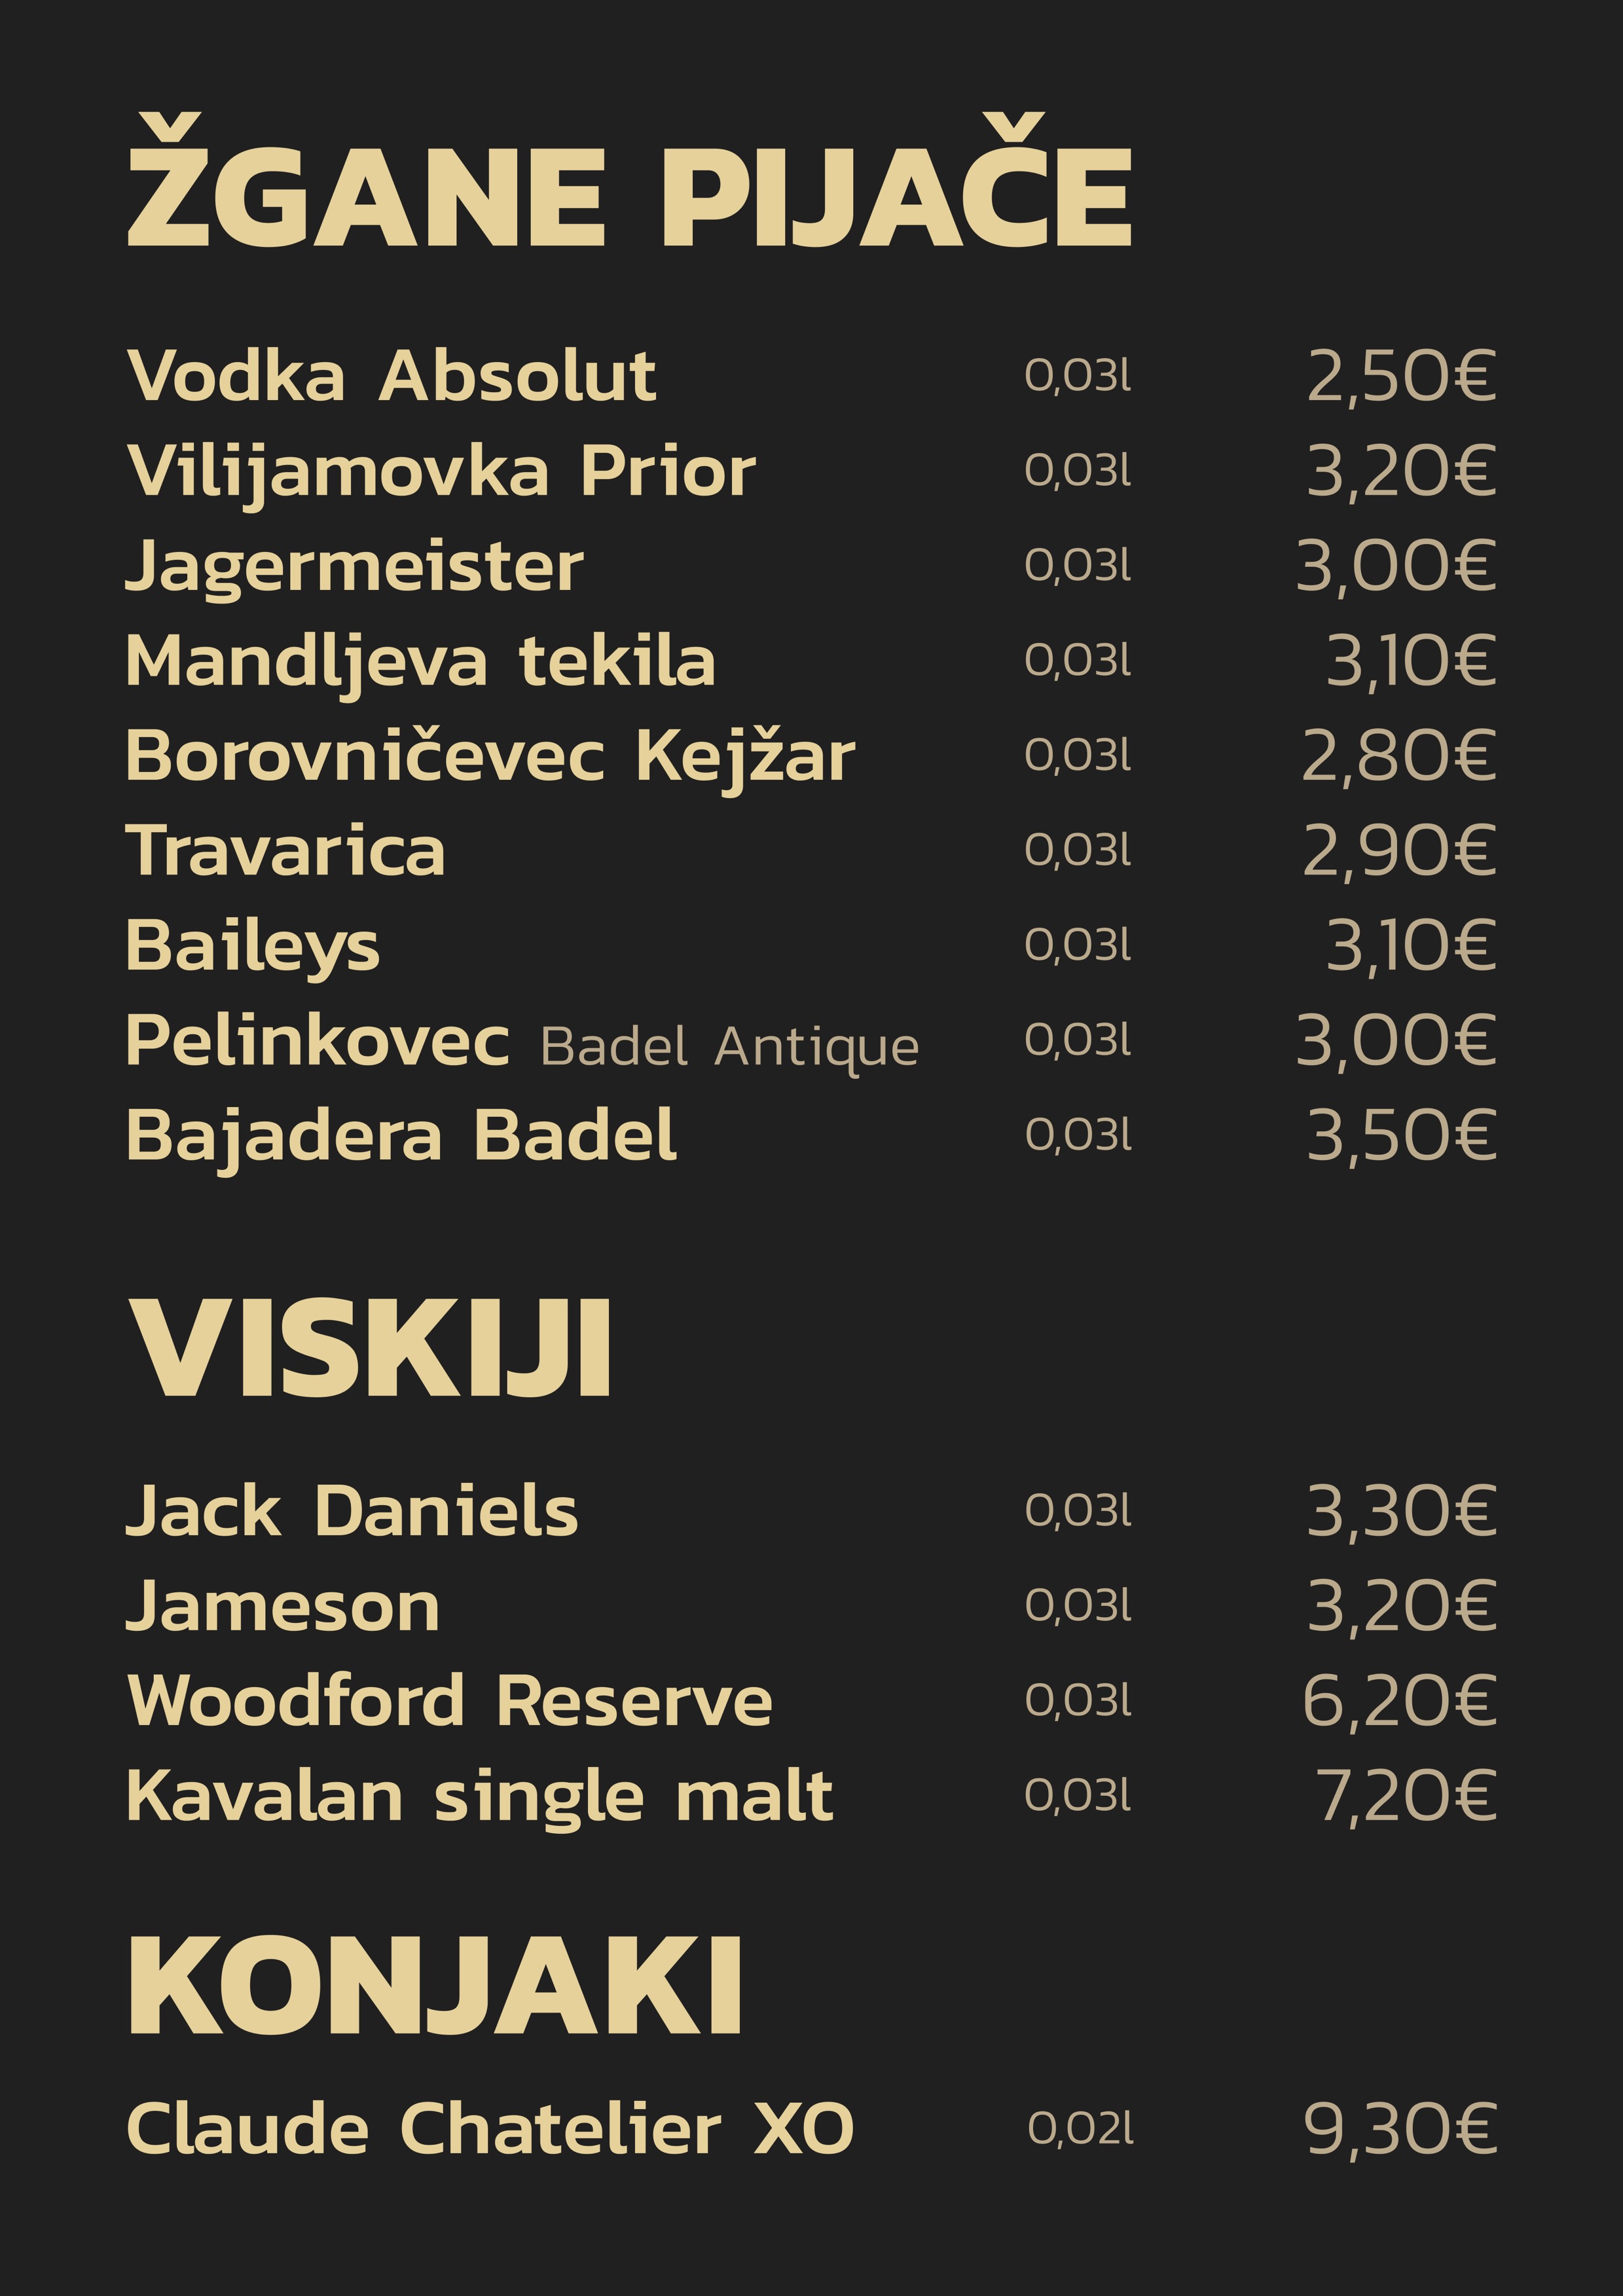 ŽGANE PIJAČE
Vodka Absolut 0,03l 2,50€
Vilijamovka Prior 0,03l 3,20€
Jagermeister 0,03l 3,00€
Mandljeva tekila 0,03l 3,10€
Borovničevec Kejžar 0,03l 2,80€
Travarica 0,03l 2,90€
Baileys 0,03l 3,10€
Pelinkovec Badel Antique 0,03l 3,00€
Bajadera Badel 0,03l 3,50€
VISKIJI
Jack Daniels 0,03l 3,30€
Jameson 0,03l 3,20€
Woodford Reserve 0,03l 6,20€
Kavalan single malt 0,03l 7,20€
KONJAKI
Claude Chatelier XO 0,02l 9,30€